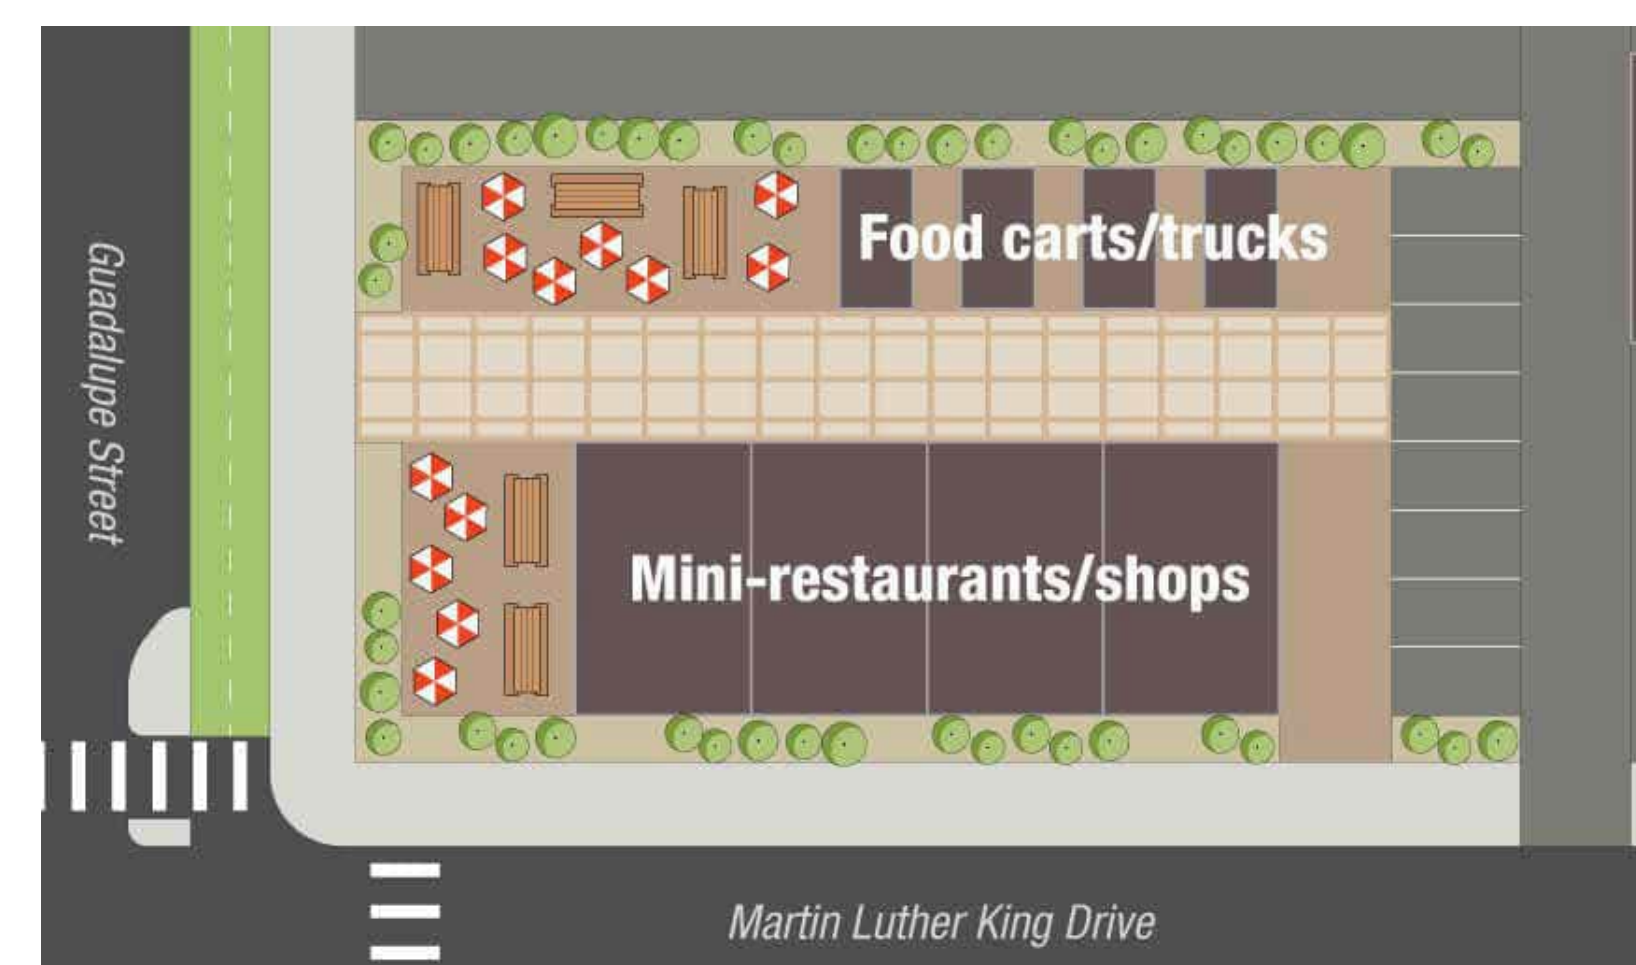 Food carts/trucks
Guadalupe Street
Mini-restaurants/shops
Martin Luther King Drive